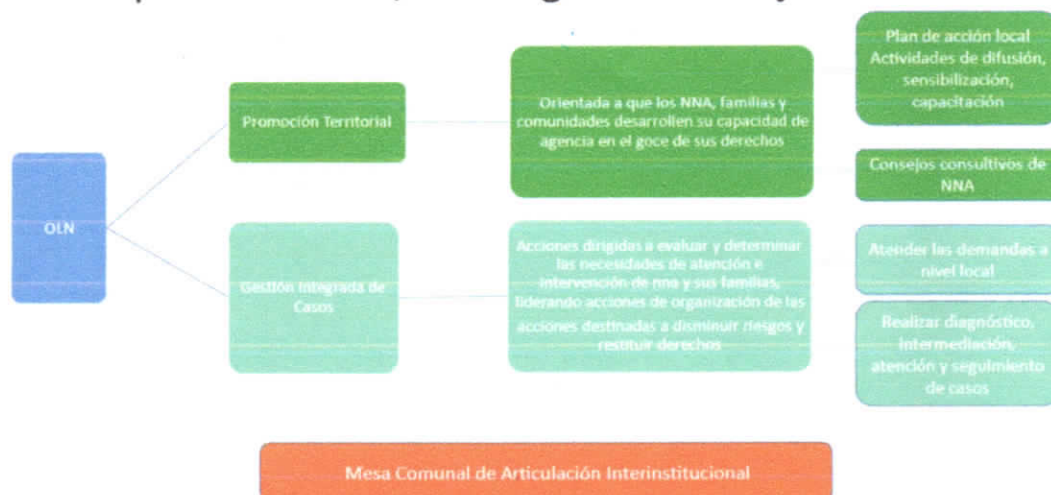 OLN
Promoción Territorial
Orientada a que los NNA, familias y
comunidades desarrollen su capacidad de
agencia en el goce de sus derechos
Plan de acción local
Actividades de difusión,
sensibilización,
capacitación
Consejos consultivos de
NNA
Gestión Integrada de
Casos
Acciones dirigidas a evaluar y determinar
las necesidades de atención e
intervención de nna y sus familias,
liderando acciones de organización de las
acciones destinadas a disminuir riesgos y
restituir derechos
Atender las demandas a
nivel local
Realizar diagnóstico,
intermediación,
atención y seguimiento
de casos
Mesa Comunal de Articulación Interinstitucional